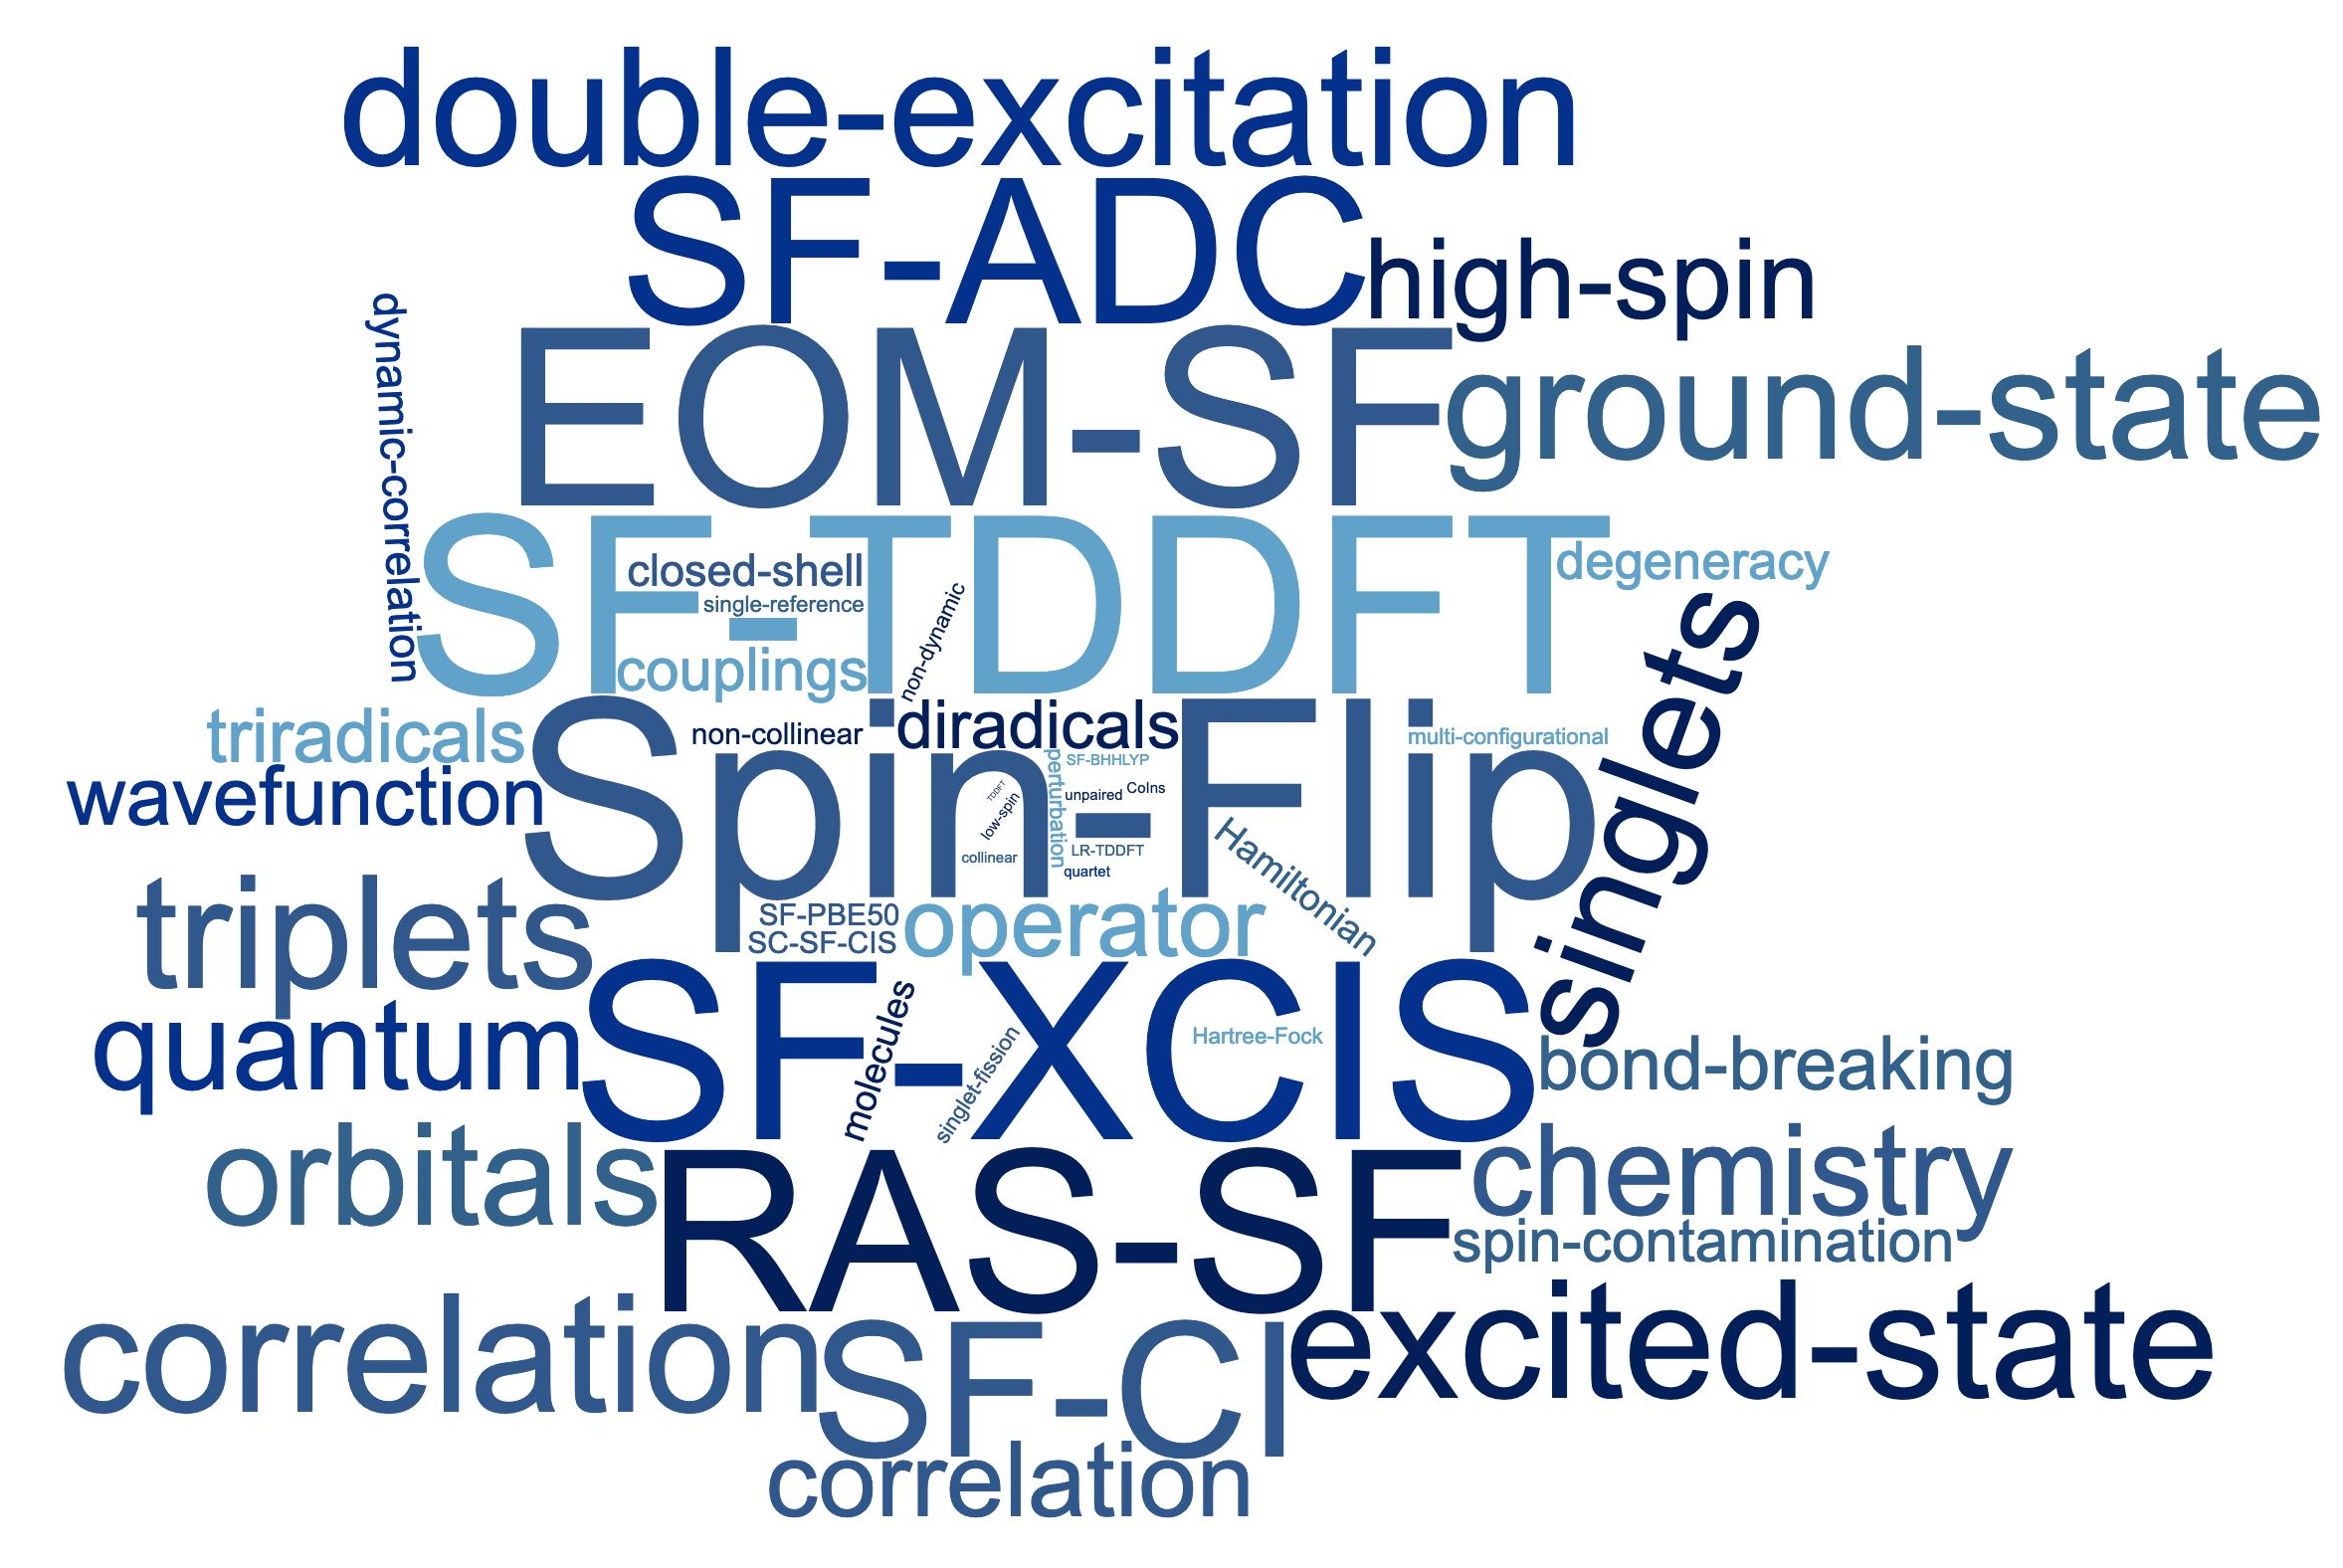 double-excitation
SF-ADC
high-spin
dynamic-correlation
EOM-SF
ground-state
SF-TDDFT
closed-shell
single-reference
couplings
non-dynamic
degeneracy
singlets
triradicals
wavefunction
Spin-Flip
non-collinear
diradicals
multi-configurational
perturbation
SF-BHHLYP
unpaired
CoIns
TDDFT
low-spin
collinear
LR-TDDFT
quartet
Hamiltonian
triplets
SF-PBE50
SC-SF-CIS
operator
quantum
SF-XCIS
molecules
singlet-fission
Hartree-Fock
bond-breaking
orbitals
RAS-SF
chemistry
spin-contamination
correlation
SF-CI
excited-state
correlation